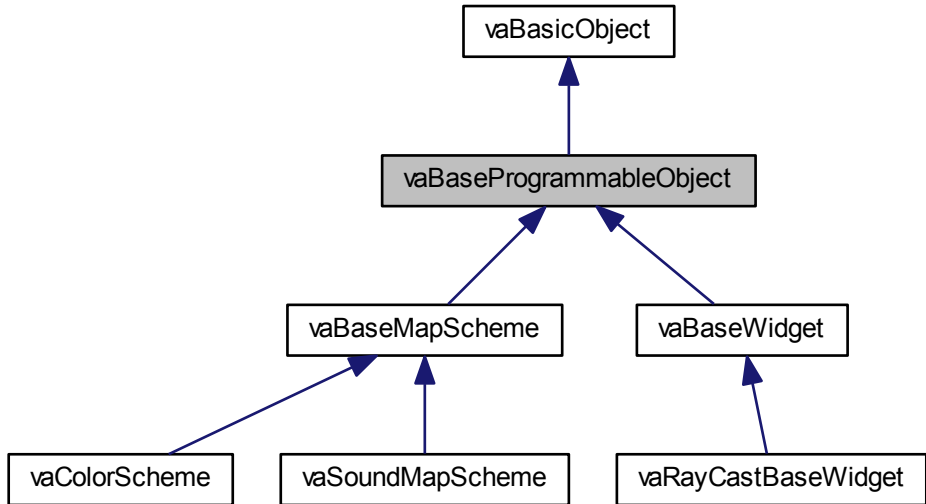 vaBasicObject
vaBaseProgrammableObject
vaBaseMapScheme
vaBaseWidget
vaColorScheme
vaSoundMapScheme
vaRayCastBaseWidget